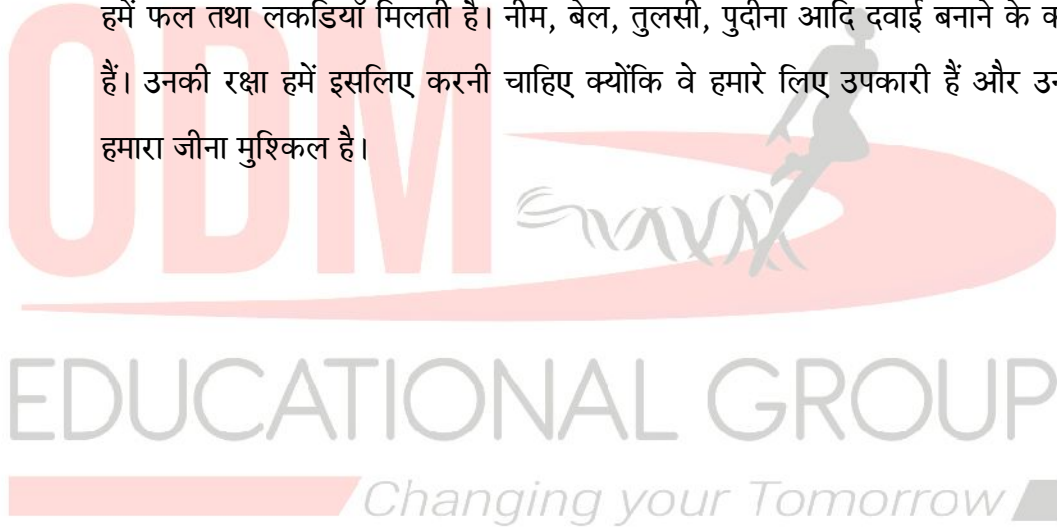 हमें फल तथा लकडियाँ मिलती है। नीम, बेल, तुलसी, पुदीना आदि दवाई बनाने के
हैं। उनकी रक्षा हमें इसलिए करनी चाहिए क्योंकि वे हमारे लिए उपकारी हैं और
हमारा जीना मुश्किल है।
ODM
EDUCATIONAL GROUP
Changing your Tomorrow